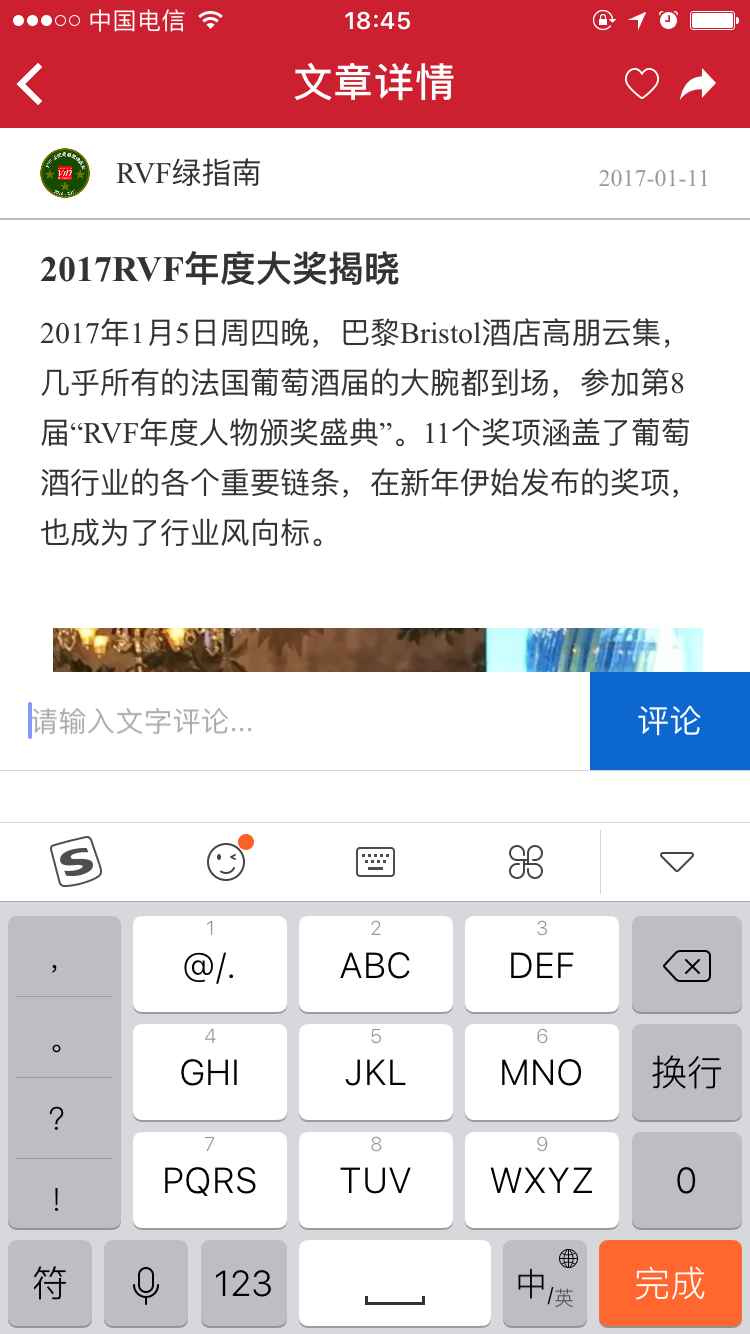 中国电信
18:45
文章详情
RVF绿指南
2017-01-11
2017RVF年度大奖揭晓
2017年1月5日周四晚，巴黎Bristol酒店高朋云集，
几乎所有的法国葡萄酒届的大腕都到场，参加第8
届“RVF年度人物颁奖盛典”。11个奖项涵盖了葡萄
酒行业的各个重要链条，在新年伊始发布的奖项，
也成为了行业风向标。
请输入文字评论...
评论
S
，
1
@/.
2
ABC
3
DEF
。
4
GHI
5
JKL
6
MNO
换行
?
!
7
PQRS
8
TUV
9
WXYZ
0
符
123
中/英
完成